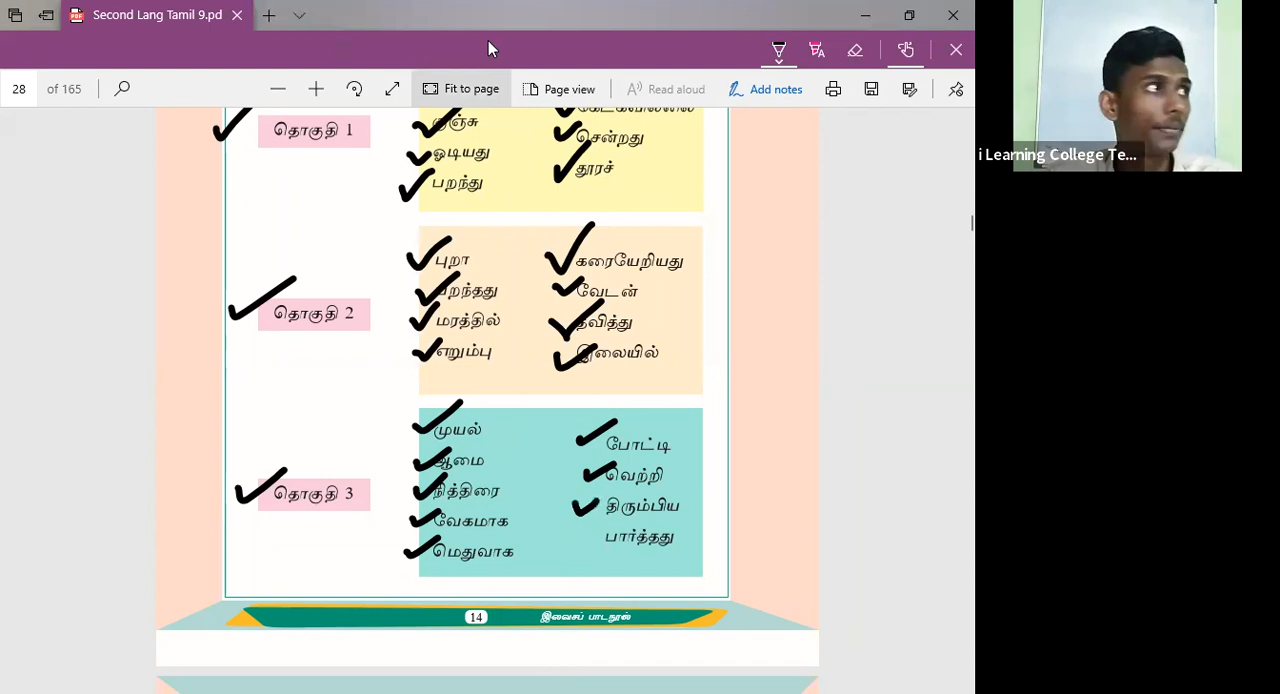 Second Lang Tamil 9.pd
28 of 165
Fit to page
Page view
Read aloud
Add notes
i Learning College Te...
தொகுதி 1
குஞ்சு
ஓடியது
பறந்து
கேட்கவில்லை
சென்றது
தூரச்
தொகுதி 2
புறா
பறந்தது
மரத்தில்
எறும்பு
கரையேறியது
வேடன்
தவித்து
இலையில்
தொகுதி 3
முயல்
ஆமை
நித்திரை
வேகமாக
மெதுவாக
போட்டி
வெற்றி
திரும்பிய
பார்த்தது
14
இலவசப் பாடநூல்